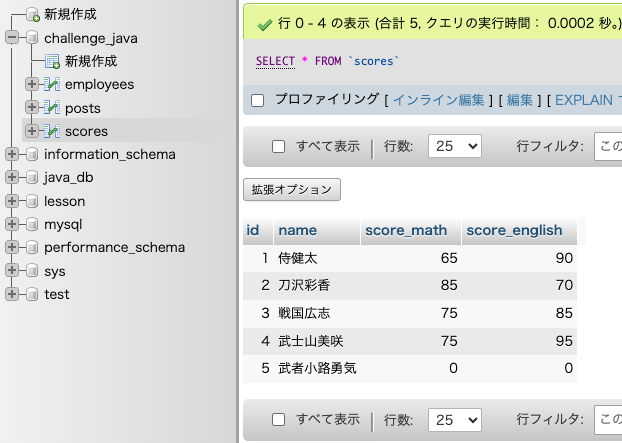 新規作成
challenge_java
新規作成
employees
posts
scores
information_schema
java_db
lesson
mysql
performance_schema
sys
test
行 0 - 4 の表示 (合計 5, クエリの実行時間： 0.0002 秒。)
SELECT * FROM `scores`
プロファイリング [ インライン編集 ] [ 編集 ] [ EXPLAIN
すべて表示 行数: 25 行フィルタ: この
拡張オプション
id name score_math score_english
1 侍健太 65 90
2 刀沢彩香 85 70
3 戦国広志 75 85
4 武士山美咲 75 95
5 武者小路勇気 0 0
すべて表示 行数: 25 行フィルタ: この